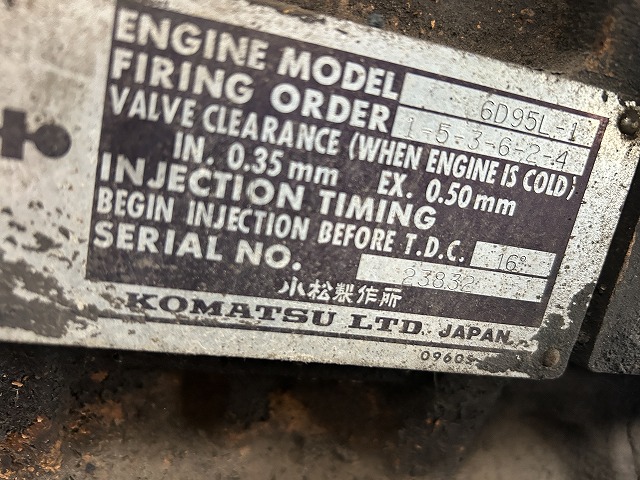 ENGINE MODEL 6D95L-1
FIRING ORDER 1-5-3-6-2-4
VALVE CLEARANCE (WHEN ENGINE IS COLD)
IN. 0.35 mm EX. 0.50 mm
INJECTION TIMING
BEGIN INJECTION BEFORE T.D.C. 16°
SERIAL NO. 23832
小松製作所
KOMATSU LTD. JAPAN